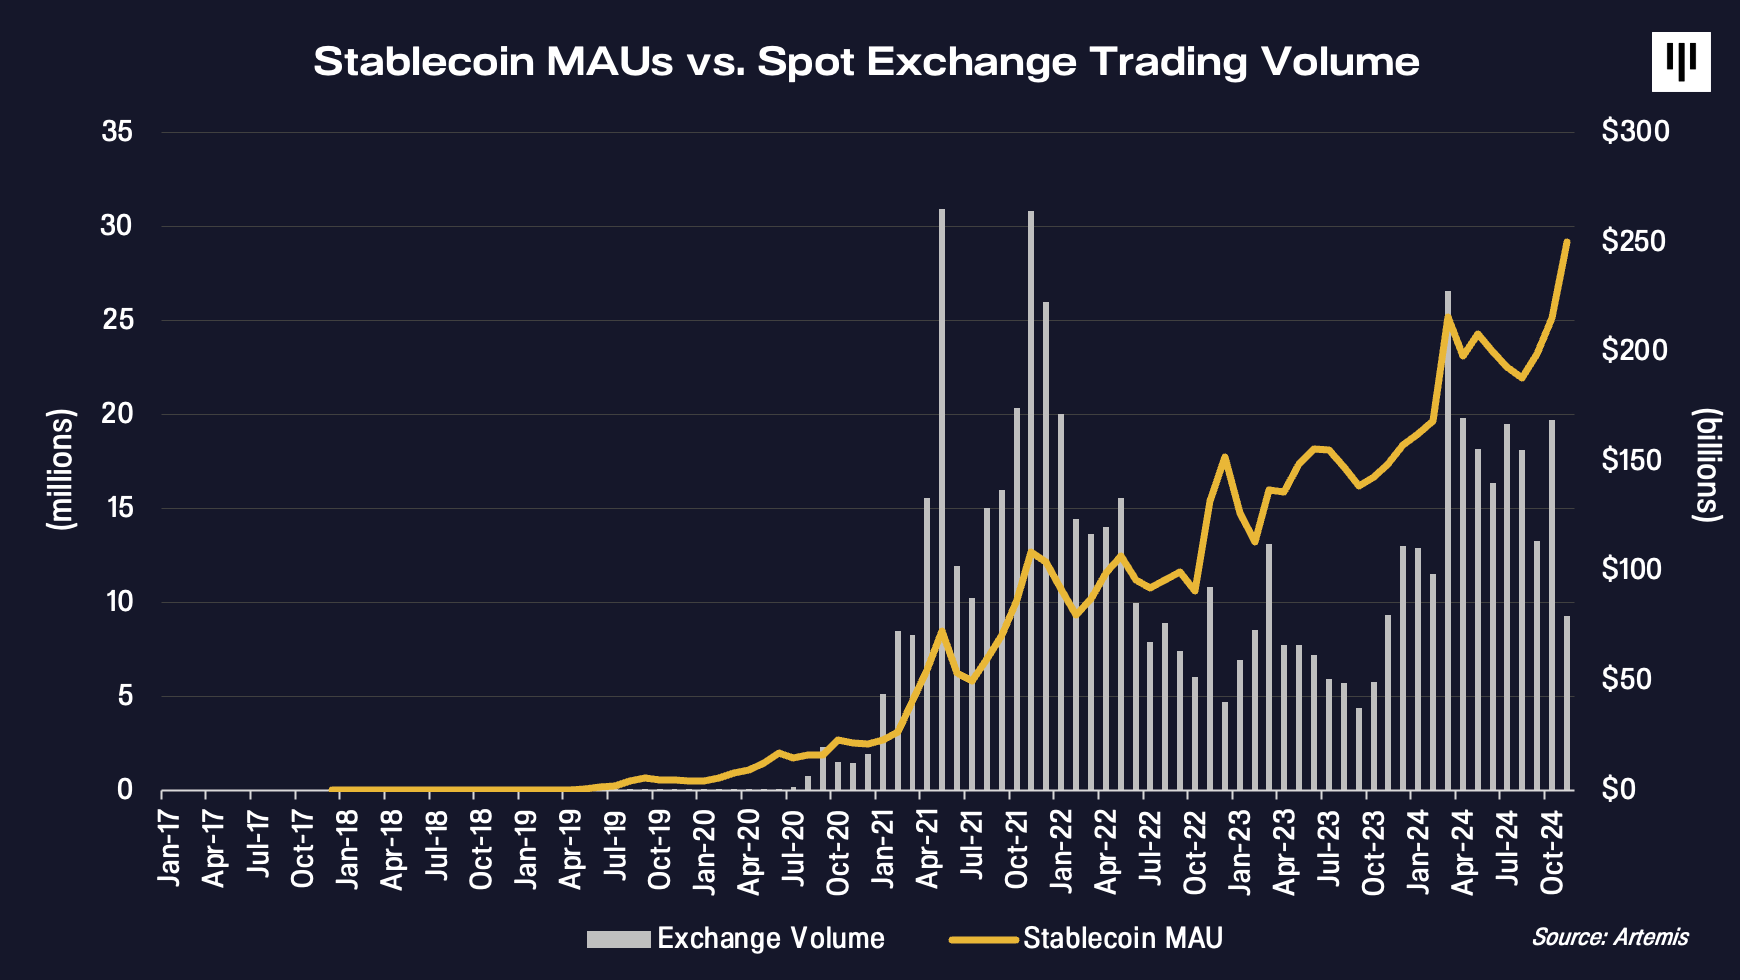 Stablecoin MAUs vs. Spot Exchange Trading Volume
35
30
25
20
15
10
5
0
(millions)
$300
$250
$200
$150
$100
$50
$0
(billions)
Jan-17
Apr-17
Jul-17
Oct-17
Jan-18
Apr-18
Jul-18
Oct-18
Jan-19
Apr-19
Jul-19
Oct-19
Jan-20
Apr-20
Jul-20
Oct-20
Jan-21
Apr-21
Jul-21
Oct-21
Jan-22
Apr-22
Jul-22
Oct-22
Jan-23
Apr-23
Jul-23
Oct-23
Jan-24
Apr-24
Jul-24
Oct-24
Exchange Volume
Stablecoin MAU
Source: Artemis